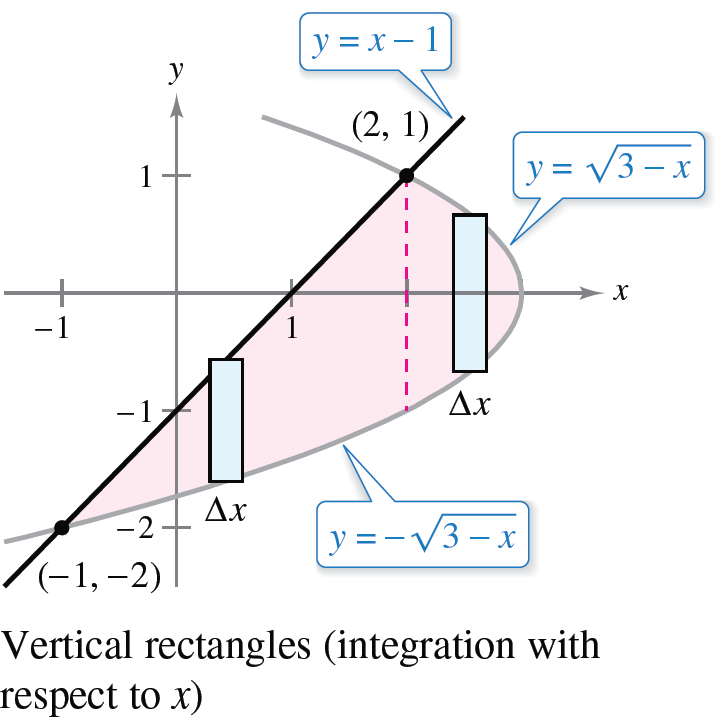 y = x − 1
y
(2, 1)
1
y = √3 − x
x
−1
1
−1
Δx
Δx
−2
y = −√3 − x
(−1, −2)
Vertical rectangles (integration with
respect to x)